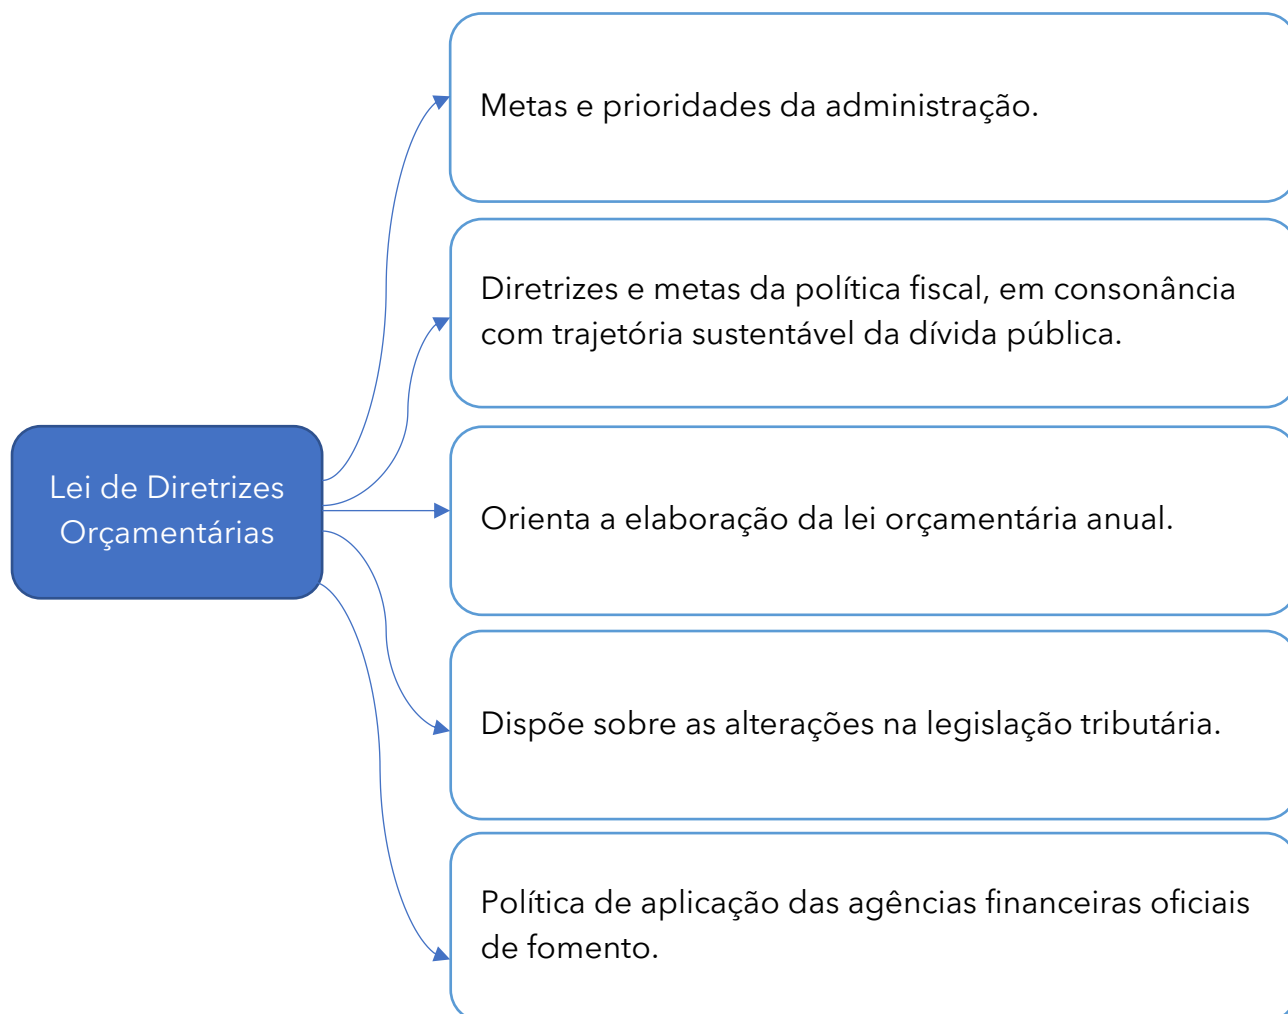 Metas e prioridades da administração.
Diretrizes e metas da política fiscal, em consonância
com trajetória sustentável da dívida pública.
Lei de Diretrizes
Orçamentárias
Orienta a elaboração da lei orçamentária anual.
Dispõe sobre as alterações na legislação tributária.
Política de aplicação das agências financeiras oficiais
de fomento.